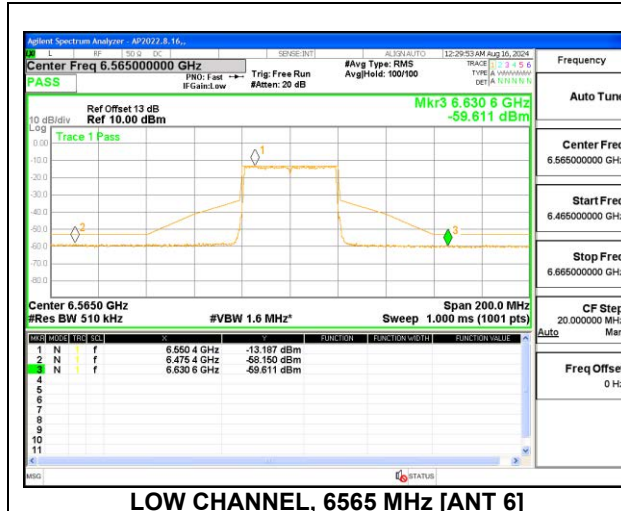 Agilent Spectrum Analyzer - AP2022.8.16,,
L RF 50 Ω DC SENSE:INT ALIGN AUTO 12:29:53 AM Aug 16, 2024
Center Freq 6.565000000 GHz
PASS
PNO: Fast
IFGain:Low
Trig: Free Run
#Atten: 20 dB
#Avg Type: RMS
Avg|Hold: 100/100
TRACE 1 2 3 4 5 6
TYPE A WWWWW
DET A N N N N N
Frequency
Auto Tune
Ref Offset 13 dB
10 dB/div Ref 10.00 dBm
Mkr3 6.630 6 GHz
-59.611 dBm
Log
Trace 1 Pass
0.00
-10.0
-20.0
-30.0
-40.0
-50.0
-60.0
-70.0
-80.0
1
2
3
Center Freq
6.565000000 GHz
Start Freq
6.465000000 GHz
Stop Freq
6.665000000 GHz
CF Step
20.000000 MHz
Auto Man
Freq Offset
0 Hz
Center 6.5650 GHz Span 200.0 MHz
#Res BW 510 kHz #VBW 1.6 MHz* Sweep 1.000 ms (1001 pts)
MKR MODE TRC SCL X Y FUNCTION FUNCTION WIDTH FUNCTION VALUE
1 N 1 f 6.550 4 GHz -13.187 dBm
2 N 1 f 6.475 4 GHz -58.150 dBm
3 N 1 f 6.630 6 GHz -59.611 dBm
4
5
6
7
8
9
10
11
MSG STATUS
LOW CHANNEL, 6565 MHz [ANT 6]